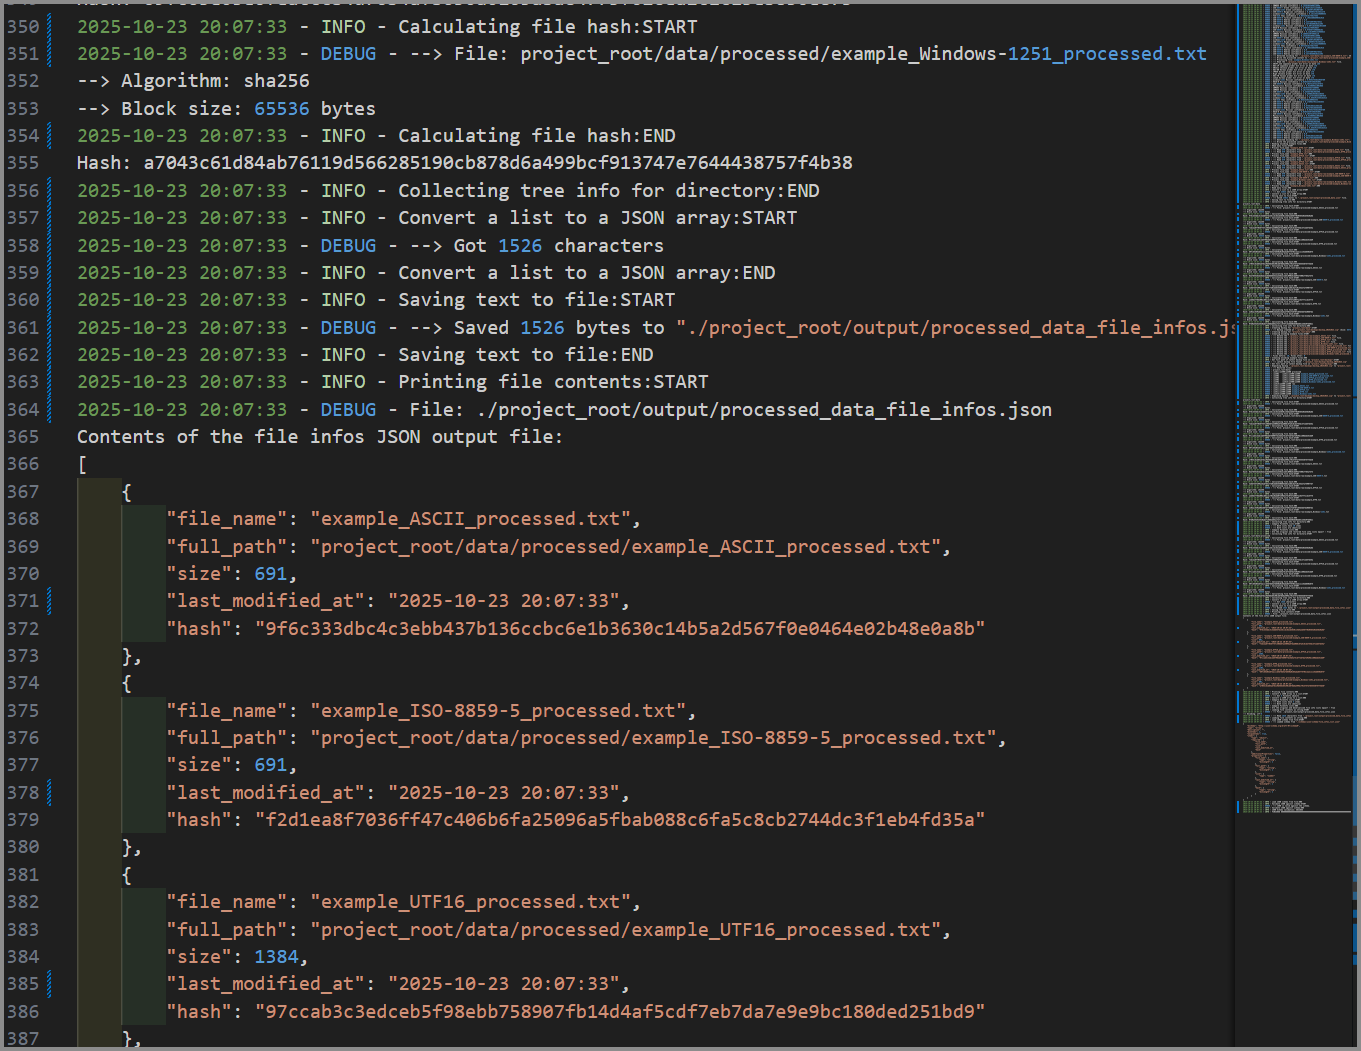 350 2025-10-23 20:07:33 - INFO - Calculating file hash:START
351 2025-10-23 20:07:33 - DEBUG - --> File: project_root/data/processed/example_Windows-1251_processed.txt
352 --> Algorithm: sha256
353 --> Block size: 65536 bytes
354 2025-10-23 20:07:33 - INFO - Calculating file hash:END
355 Hash: a7043c61d84ab76119d566285190cb878d6a499bcf913747e7644438757f4b38
356 2025-10-23 20:07:33 - INFO - Collecting tree info for directory:END
357 2025-10-23 20:07:33 - INFO - Convert a list to a JSON array:START
358 2025-10-23 20:07:33 - DEBUG - --> Got 1526 characters
359 2025-10-23 20:07:33 - INFO - Convert a list to a JSON array:END
360 2025-10-23 20:07:33 - INFO - Saving text to file:START
361 2025-10-23 20:07:33 - DEBUG - --> Saved 1526 bytes to "./project_root/output/processed_data_file_infos.js
362 2025-10-23 20:07:33 - INFO - Saving text to file:END
363 2025-10-23 20:07:33 - INFO - Printing file contents:START
364 2025-10-23 20:07:33 - DEBUG - File: ./project_root/output/processed_data_file_infos.json
365 Contents of the file infos JSON output file:
366 [
367 {
368 "file_name": "example_ASCII_processed.txt",
369 "full_path": "project_root/data/processed/example_ASCII_processed.txt",
370 "size": 691,
371 "last_modified_at": "2025-10-23 20:07:33",
372 "hash": "9f6c333dbc4c3ebb437b136ccbc6e1b3630c14b5a2d567f0e0464e02b48e0a8b"
373 },
374 {
375 "file_name": "example_ISO-8859-5_processed.txt",
376 "full_path": "project_root/data/processed/example_ISO-8859-5_processed.txt",
377 "size": 691,
378 "last_modified_at": "2025-10-23 20:07:33",
379 "hash": "f2d1ea8f7036ff47c406b6fa25096a5fbab088c6fa5c8cb2744dc3f1eb4fd35a"
380 },
381 {
382 "file_name": "example_UTF16_processed.txt",
383 "full_path": "project_root/data/processed/example_UTF16_processed.txt",
384 "size": 1384,
385 "last_modified_at": "2025-10-23 20:07:33",
386 "hash": "97ccab3c3edceb5f98ebb758907fb14d4af5cdf7eb7da7e9e9bc180ded251bd9"
387 },